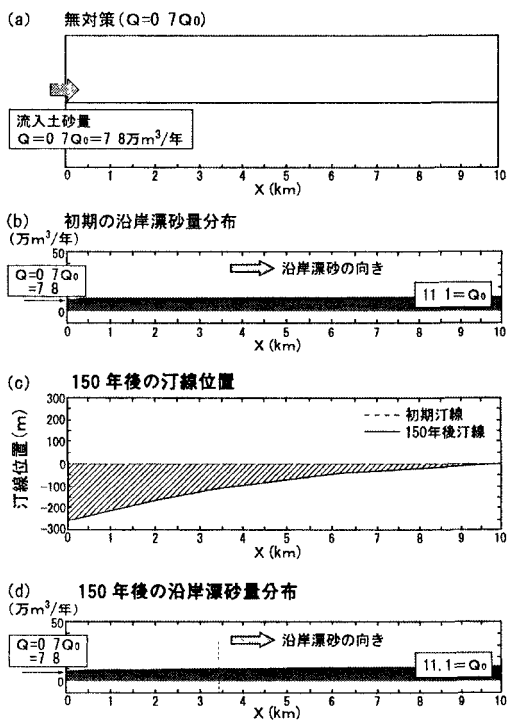 (a) 無対策(Q=0 7Q₀)
流入土砂量
Q=0 7Q₀=7 8万m³/年
0 1 2 3 4 5 6 7 8 9 10
X (km)
(b) 初期の沿岸漂砂量分布
(万m³/年)
50
Q=0 7Q₀
=7 8
沿岸漂砂の向き
11 1=Q₀
0
0 1 2 3 4 5 6 7 8 9 10
X (km)
(c) 150 年後の汀線位置
300
初期汀線
200
150年後汀線
100
汀線位置(m)
0
-100
-200
-300
0 1 2 3 4 5 6 7 8 9 10
X (km)
(d) 150 年後の沿岸漂砂量分布
(万m³/年)
50
Q=0 7Q₀
=7 8
沿岸漂砂の向き
11.1=Q₀
0
0 1 2 3 4 5 6 7 8 9 10
X (km)